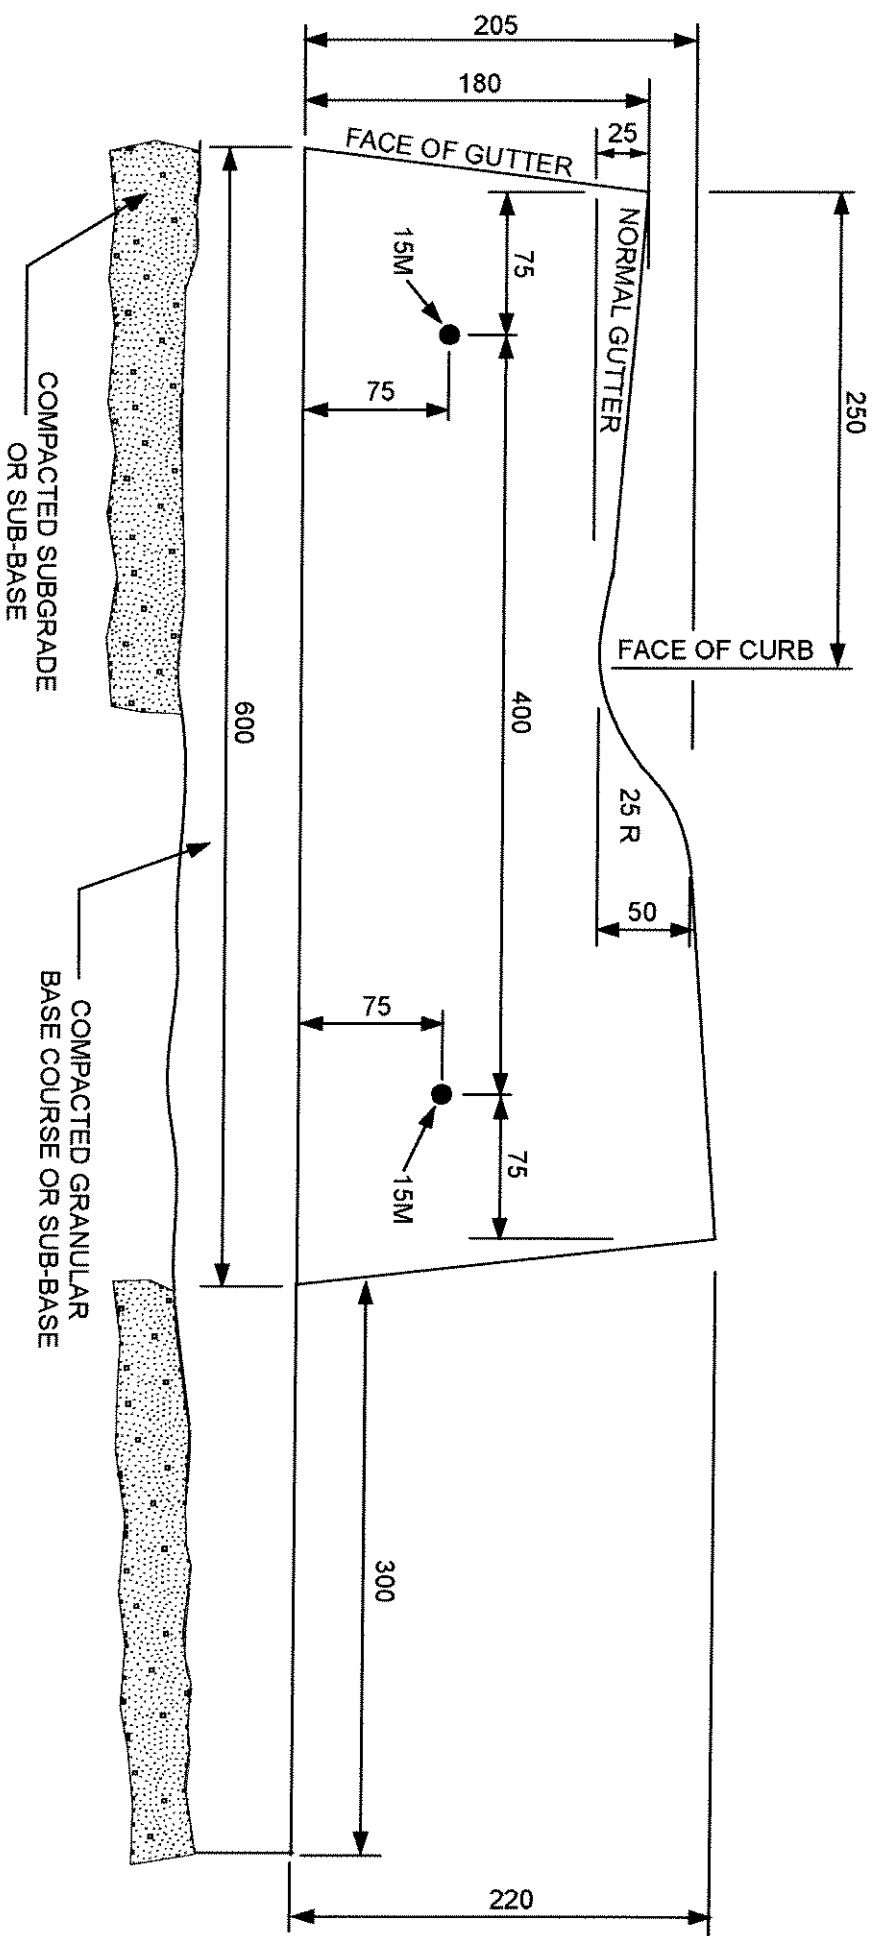 205
180
25
FACE OF GUTTER
NORMAL GUTTER
75
15M
75
250
FACE OF CURB
400
600
25 R
50
75
15M
75
300
220
COMPACTED SUBGRADE
OR SUB-BASE
COMPACTED GRANULAR
BASE COURSE OR SUB-BASE